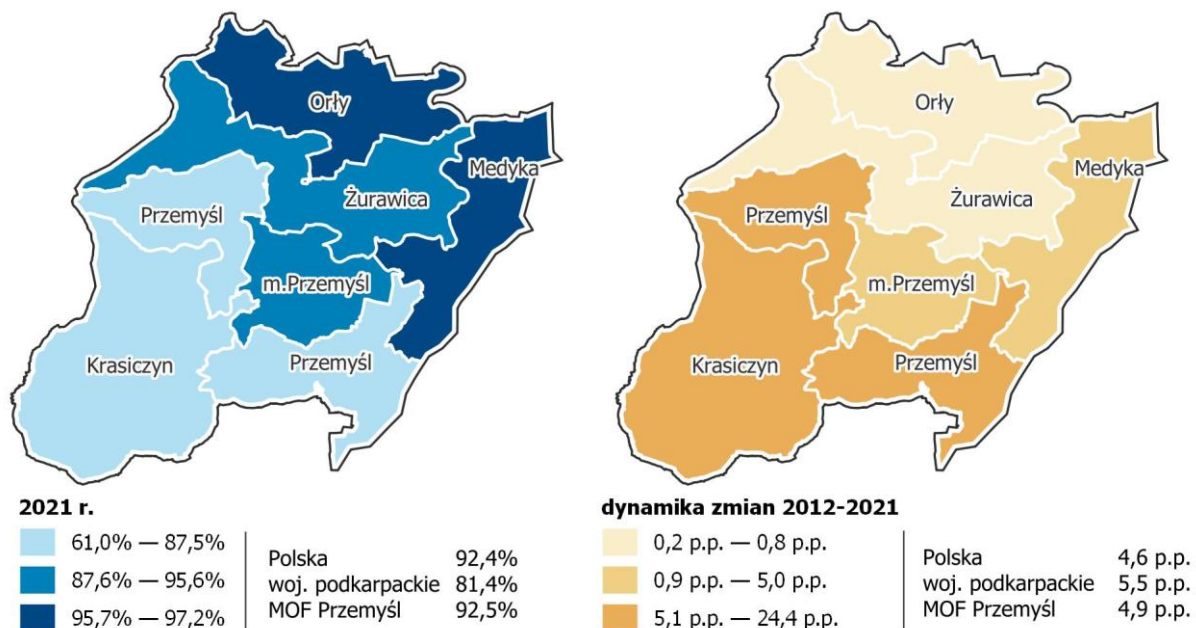 Orły
Medyka
Żurawica
Przemyśl
m.Przemyśl
Krasiczyn
Przemyśl
2021 r.
61,0% — 87,5%
87,6% — 95,6%
95,7% — 97,2%
Polska 92,4%
woj. podkarpackie 81,4%
MOF Przemyśl 92,5%
Orły
Medyka
Żurawica
Przemyśl
m.Przemyśl
Krasiczyn
Przemyśl
dynamika zmian 2012-2021
0,2 p.p. — 0,8 p.p.
0,9 p.p. — 5,0 p.p.
5,1 p.p. — 24,4 p.p.
Polska 4,6 p.p.
woj. podkarpackie 5,5 p.p.
MOF Przemyśl 4,9 p.p.